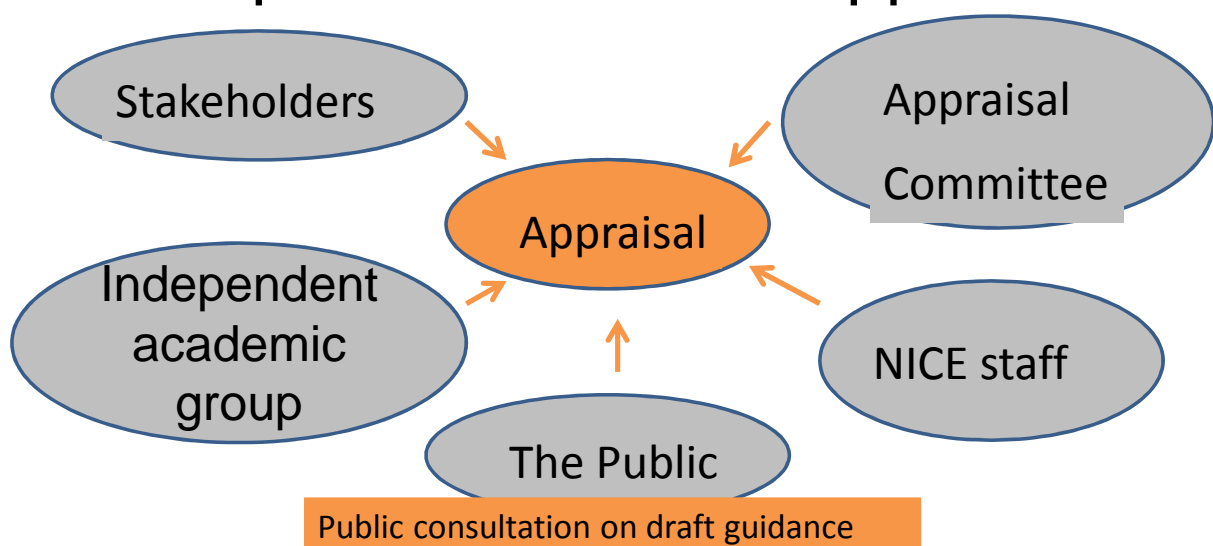 Stakeholders
Appraisal
Committee
Appraisal
Independent
academic
group
NICE staff
The Public
Public consultation on draft guidance